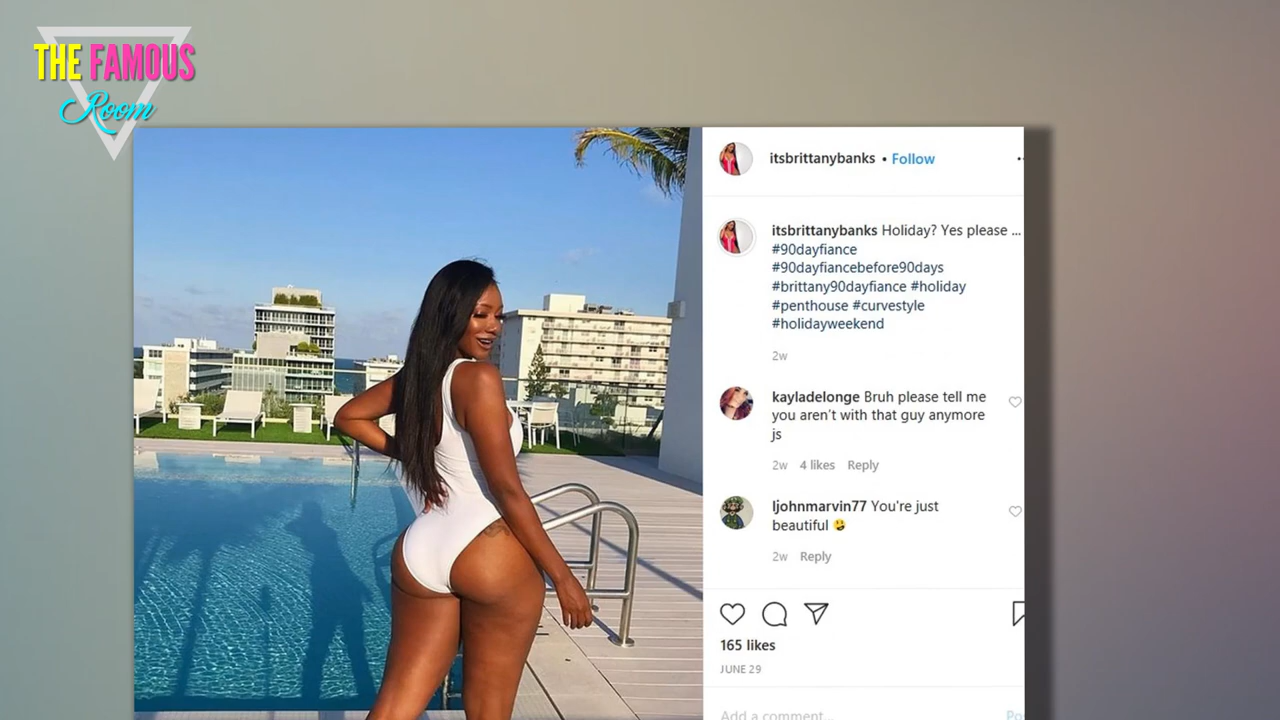 THE FAMOUS
Room
itsbrittanybanks • Follow
itsbrittanybanks Holiday? Yes please ...
#90dayfiance
#90dayfiancebefore90days
#brittany90dayfiance #holiday
#penthouse #curvestyle
#holidayweekend
2w
kayladelonge Bruh please tell me
you aren't with that guy anymore
js
2w 4 likes Reply
ljohnmarvin77 You're just
beautiful 🤪
2w Reply
165 likes
JUNE 29
Add a comment...